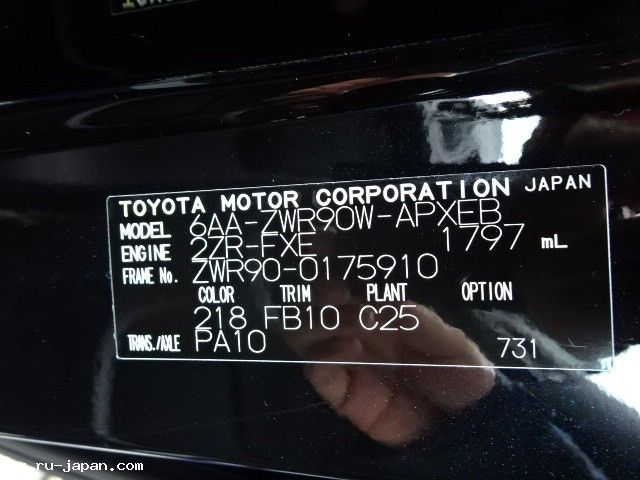 TOYOTA MOTOR CORPORATION JAPAN
MODEL 6AA-ZWR90W-APXEB
ENGINE 2ZR-FXE 1797 mL
FRAME No. ZWR90-0175910
COLOR TRIM PLANT OPTION
218 FB10 C25
TRANS./AXLE PA10 731
ru-japan.com